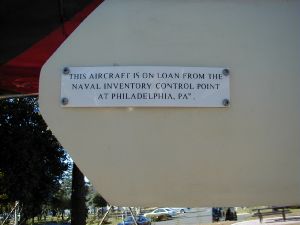 "THIS AIRCRAFT IS ON LOAN FROM THE
NAVAL INVENTORY CONTROL POINT
AT PHILADELPHIA, PA".